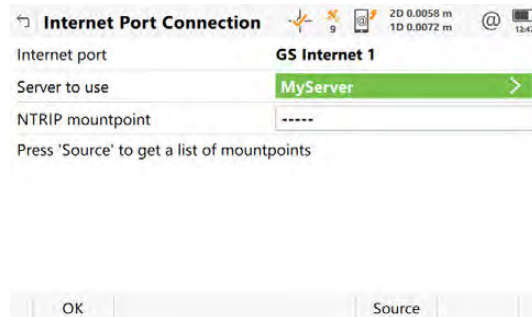 Internet Port Connection
9
@
2D 0.0058 m
1D 0.0072 m
@
Internet port GS Internet 1
Server to use MyServer
NTRIP mountpoint -----
Press 'Source' to get a list of mountpoints
OK Source